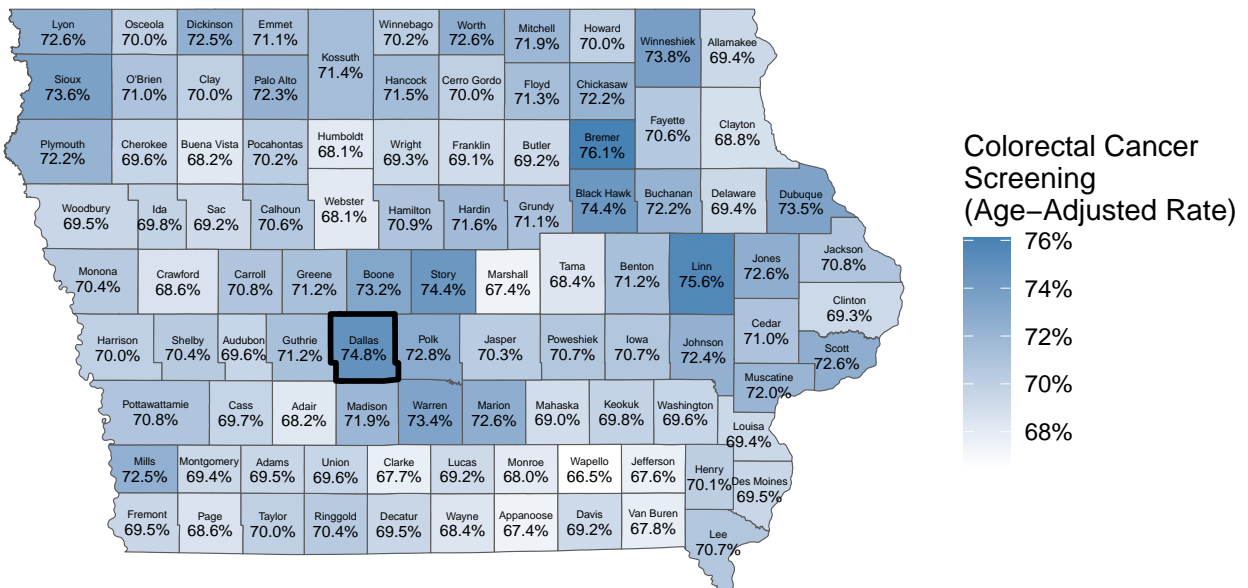 Lyon
72.6%
Osceola
70.0%
Dickinson
72.5%
Emmet
71.1%
Kossuth
71.4%
Winnebago
70.2%
Worth
72.6%
Mitchell
71.9%
Howard
70.0%
Winneshiek
73.8%
Allamakee
69.4%
Sioux
73.6%
O'Brien
71.0%
Clay
70.0%
Palo Alto
72.3%
Hancock
71.5%
Cerro Gordo
70.0%
Floyd
71.3%
Chickasaw
72.2%
Fayette
70.6%
Clayton
68.8%
Plymouth
72.2%
Cherokee
69.6%
Buena Vista
68.2%
Pocahontas
70.2%
Humboldt
68.1%
Wright
69.3%
Franklin
69.1%
Butler
69.2%
Bremer
76.1%
Woodbury
69.5%
Ida
69.8%
Sac
69.2%
Calhoun
70.6%
Webster
68.1%
Hamilton
70.9%
Hardin
71.6%
Grundy
71.1%
Black Hawk
74.4%
Buchanan
72.2%
Delaware
69.4%
Dubuque
73.5%
Monona
70.4%
Crawford
68.6%
Carroll
70.8%
Greene
71.2%
Boone
73.2%
Story
74.4%
Marshall
67.4%
Tama
68.4%
Benton
71.2%
Linn
75.6%
Jones
72.6%
Jackson
70.8%
Clinton
69.3%
Harrison
70.0%
Shelby
70.4%
Audubon
69.6%
Guthrie
71.2%
Dallas
74.8%
Polk
72.8%
Jasper
70.3%
Poweshiek
70.7%
Iowa
70.7%
Johnson
72.4%
Cedar
71.0%
Scott
72.6%
Muscatine
72.0%
Pottawattamie
70.8%
Cass
69.7%
Adair
68.2%
Madison
71.9%
Warren
73.4%
Marion
72.6%
Mahaska
69.0%
Keokuk
69.8%
Washington
69.6%
Louisa
69.4%
Mills
72.5%
Montgomery
69.4%
Adams
69.5%
Union
69.6%
Clarke
67.7%
Lucas
69.2%
Monroe
68.0%
Wapello
66.5%
Jefferson
67.6%
Henry
70.1%
Des Moines
69.5%
Fremont
69.5%
Page
68.6%
Taylor
70.0%
Ringgold
70.4%
Decatur
69.5%
Wayne
68.4%
Appanoose
67.4%
Davis
69.2%
Van Buren
67.8%
Lee
70.7%
Colorectal Cancer
Screening
(Age−Adjusted Rate)
76%
74%
72%
70%
68%